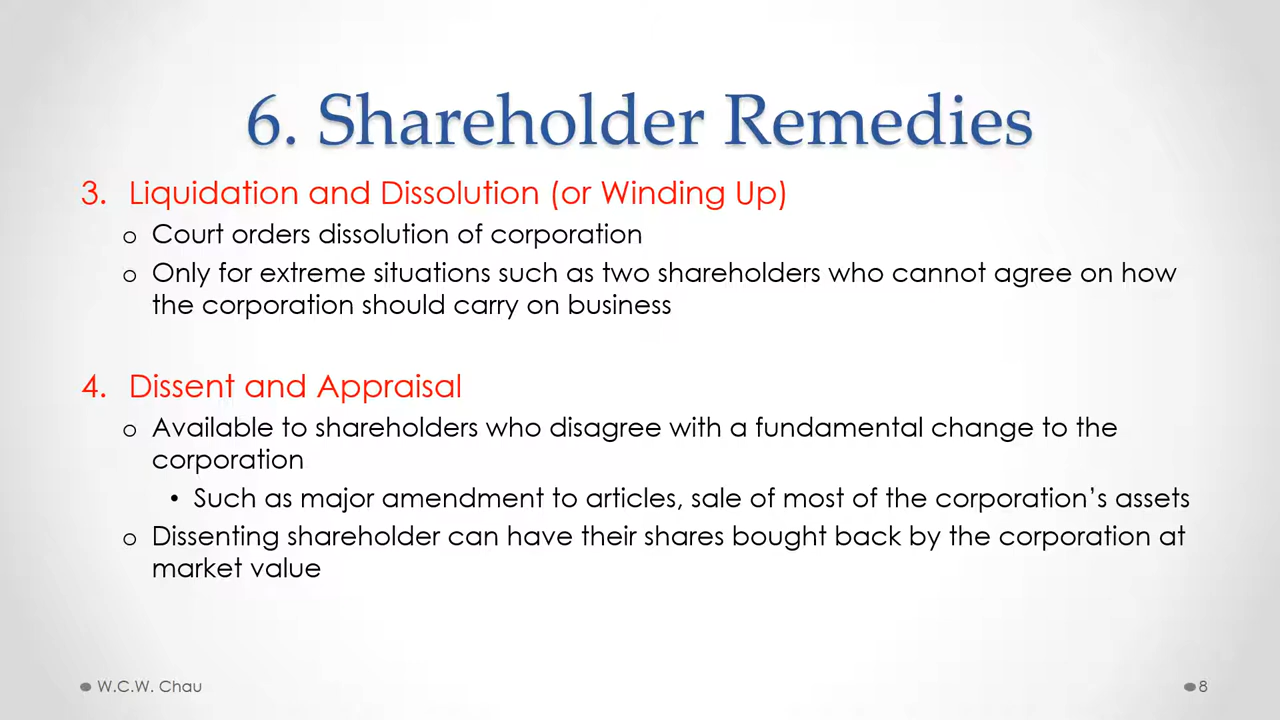 6. Shareholder Remedies
3. Liquidation and Dissolution (or Winding Up)
o Court orders dissolution of corporation
o Only for extreme situations such as two shareholders who cannot agree on how
the corporation should carry on business
4. Dissent and Appraisal
o Available to shareholders who disagree with a fundamental change to the
corporation
• Such as major amendment to articles, sale of most of the corporation’s assets
o Dissenting shareholder can have their shares bought back by the corporation at
market value
W.C.W. Chau
8